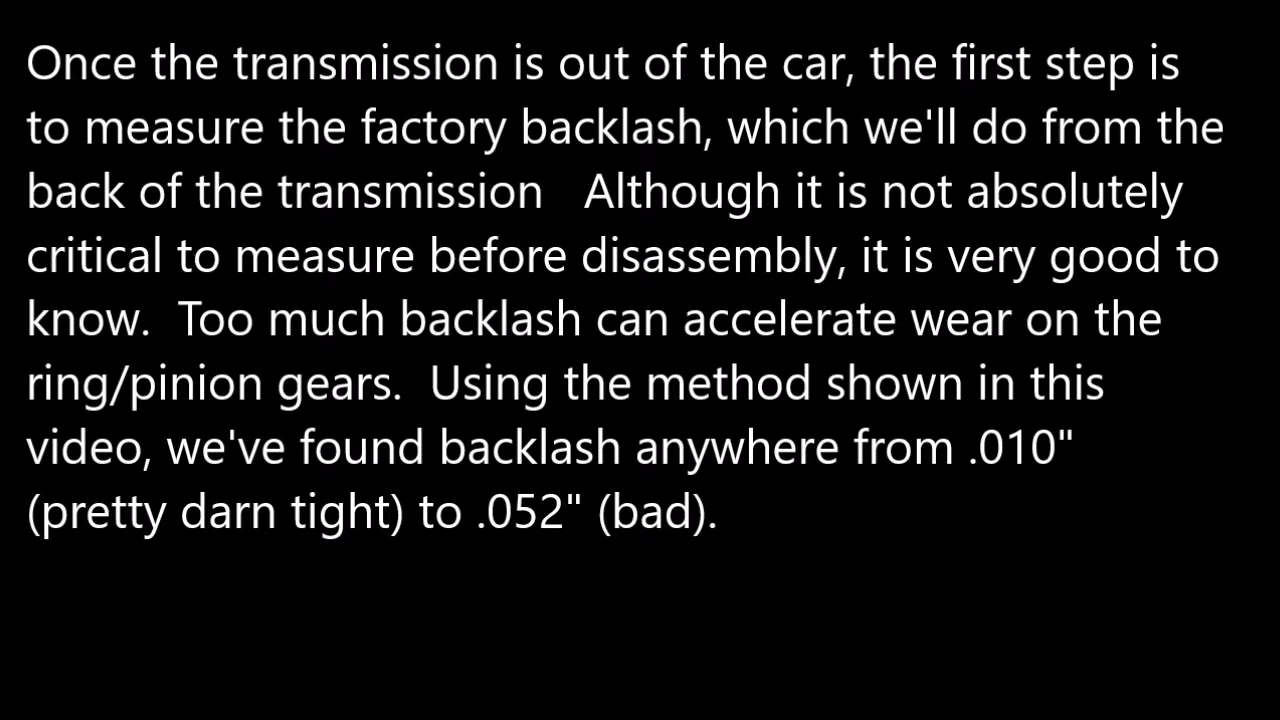 Once the transmission is out of the car, the first step is
to measure the factory backlash, which we'll do from the
back of the transmission   Although it is not absolutely
critical to measure before disassembly, it is very good to
know.  Too much backlash can accelerate wear on the
ring/pinion gears.  Using the method shown in this
video, we've found backlash anywhere from .010"
(pretty darn tight) to .052" (bad).